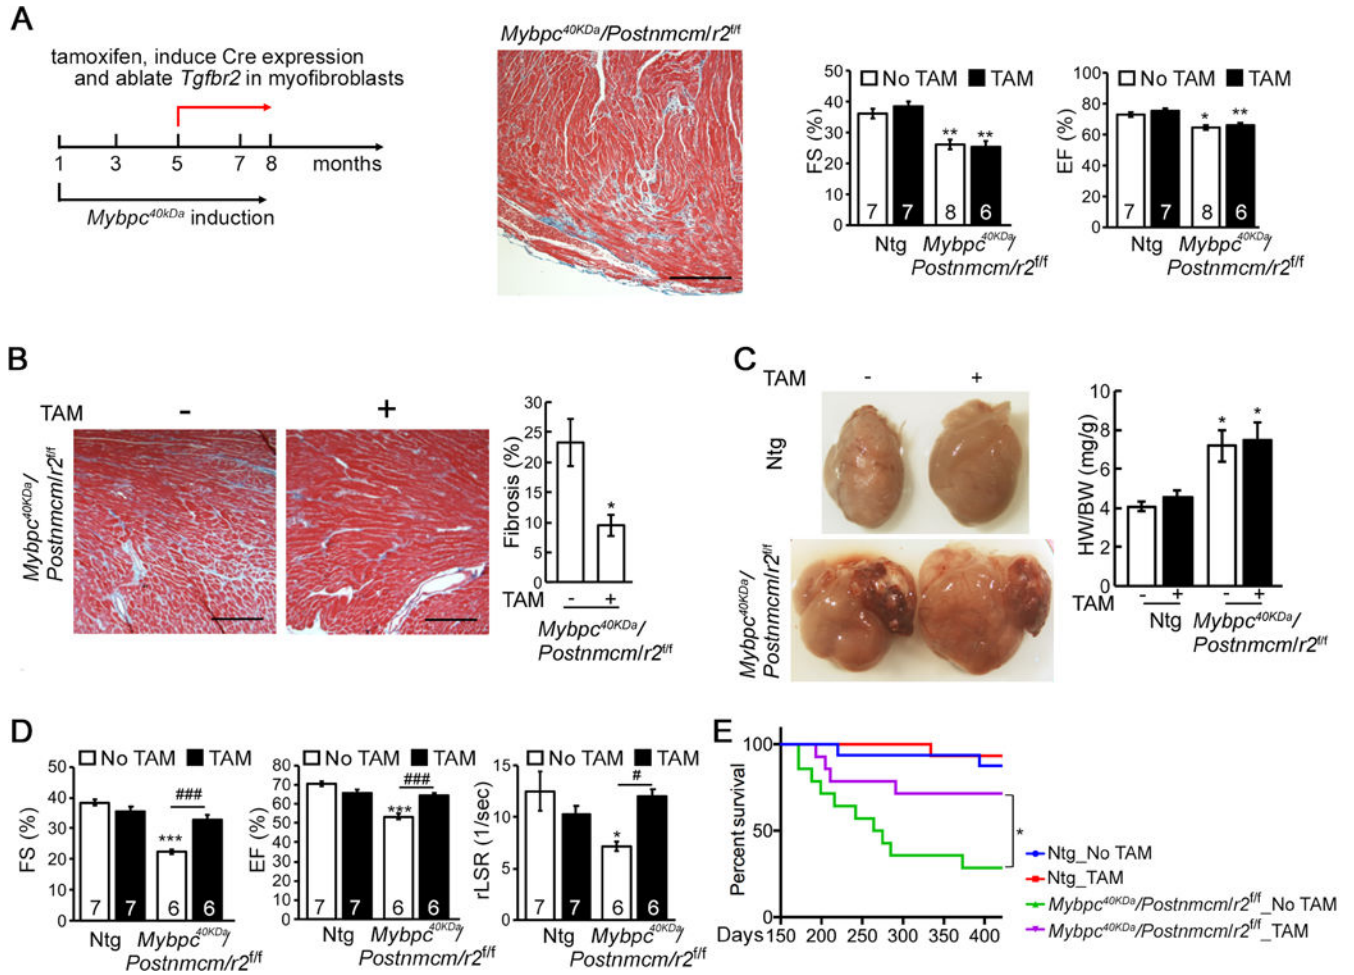 A
tamoxifen, induce Cre expression
and ablate Tgfbr2 in myofibroblasts
1 3 5 7 8 months
Mybpc40kDa induction
Mybpc40KDa/Postnmcm/r2f/f
No TAM TAM
FS (%)
50
40
30
20
10
0
** **
7 7 8 6
Ntg Mybpc40KDa/
Postnmcm/r2f/f
No TAM TAM
EF (%)
100
80
60
40
20
0
* **
7 7 8 6
Ntg Mybpc40KDa/
Postnmcm/r2f/f
B
TAM - +
Mybpc40KDa/
Postnmcm/r2f/f
Fibrosis (%)
30
25
20
15
10
5
0
*
TAM - +
Mybpc40KDa/
Postnmcm/r2f/f
C
TAM - +
Ntg
Mybpc40KDa/
Postnmcm/r2f/f
HW/BW (mg/g)
10
8
6
4
2
0
* *
TAM - + - +
Ntg Mybpc40KDa/
Postnmcm/r2f/f
D
No TAM TAM
FS (%)
50
40
30
20
10
0
###
***
7 7 6 6
Ntg Mybpc40KDa/
Postnmcm/r2f/f
No TAM TAM
EF (%)
80
70
60
50
40
30
20
10
0
###
***
7 7 6 6
Ntg Mybpc40KDa/
Postnmcm/r2f/f
No TAM TAM
rLSR (1/sec)
15
10
5
0
#
*
7 7 6 6
Ntg Mybpc40KDa/
Postnmcm/r2f/f
E
Percent survival
100
50
0
*
Days 150 200 250 300 350 400
Ntg_No TAM
Ntg_TAM
Mybpc40KDa/Postnmcm/r2f/f_No TAM
Mybpc40KDa/Postnmcm/r2f/f_TAM